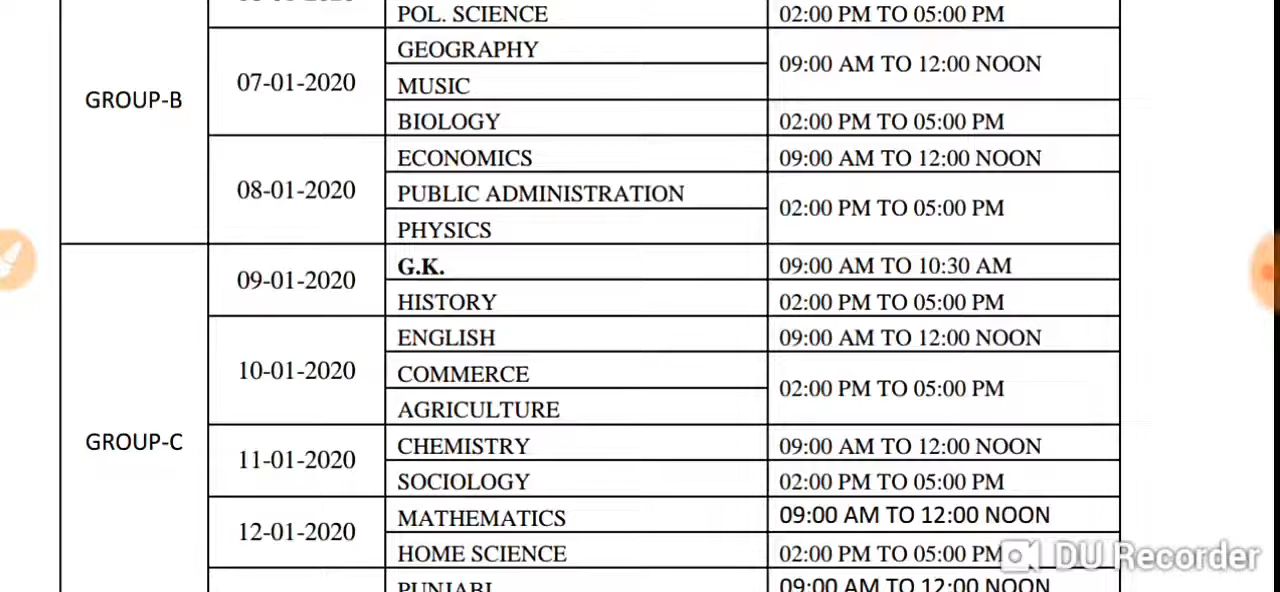 POL. SCIENCE 02:00 PM TO 05:00 PM
GROUP-B 07-01-2020 GEOGRAPHY 09:00 AM TO 12:00 NOON
MUSIC
BIOLOGY 02:00 PM TO 05:00 PM
08-01-2020 ECONOMICS 09:00 AM TO 12:00 NOON
PUBLIC ADMINISTRATION 02:00 PM TO 05:00 PM
PHYSICS
GROUP-C 09-01-2020 G.K. 09:00 AM TO 10:30 AM
HISTORY 02:00 PM TO 05:00 PM
10-01-2020 ENGLISH 09:00 AM TO 12:00 NOON
COMMERCE 02:00 PM TO 05:00 PM
AGRICULTURE
11-01-2020 CHEMISTRY 09:00 AM TO 12:00 NOON
SOCIOLOGY 02:00 PM TO 05:00 PM
12-01-2020 MATHEMATICS 09:00 AM TO 12:00 NOON
HOME SCIENCE 02:00 PM TO 05:00 PM
PUNJABI 09:00 AM TO 12:00 NOON
DU Recorder